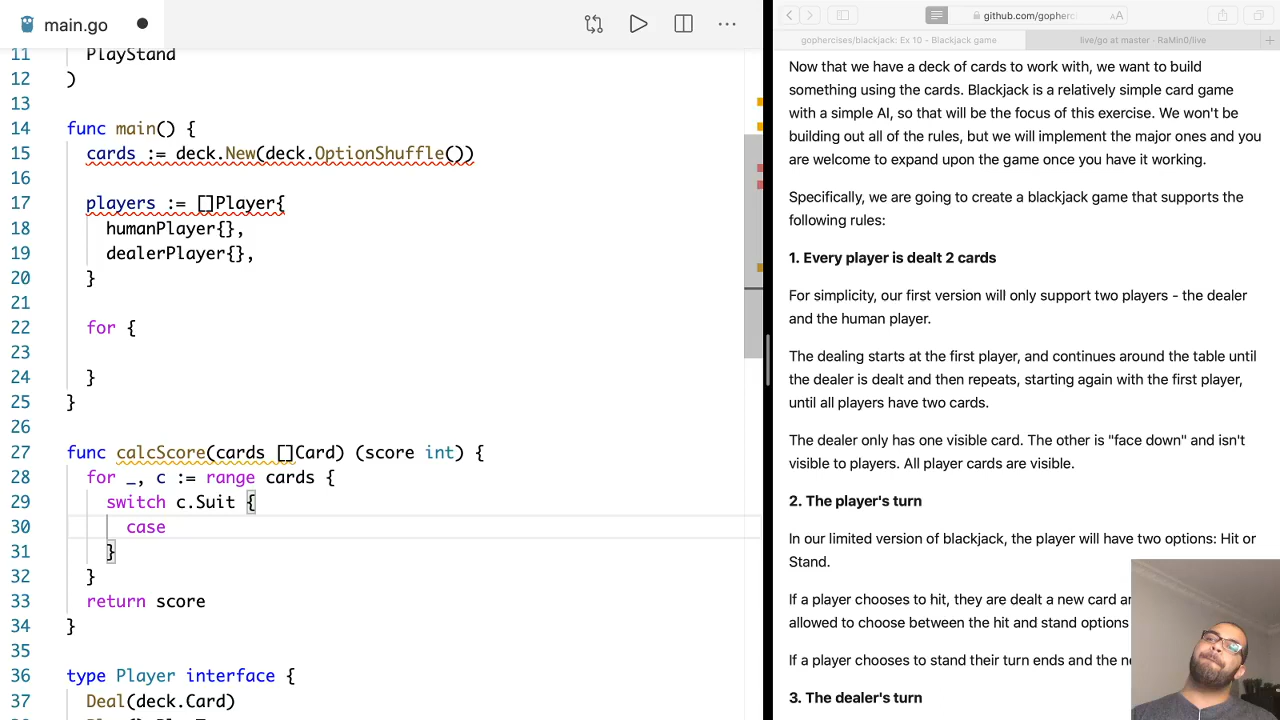 main.go
11 PlayStand
12 )
13
14 func main() {
15 cards := deck.New(deck.OptionShuffle())
16
17 players := []Player{
18 humanPlayer{},
19 dealerPlayer{},
20 }
21
22 for {
23
24 }
25 }
26
27 func calcScore(cards []Card) (score int) {
28 for _, c := range cards {
29 switch c.Suit {
30 case
31 }
32 }
33 return score
34 }
35
36 type Player interface {
37 Deal(deck.Card)
github.com/gopherci
AA
gophercises/blackjack: Ex 10 - Blackjack game
live/go at master · RaMin0/live
Now that we have a deck of cards to work with, we want to build
something using the cards. Blackjack is a relatively simple card game
with a simple AI, so that will be the focus of this exercise. We won't be
building out all of the rules, but we will implement the major ones and you
are welcome to expand upon the game once you have it working.
Specifically, we are going to create a blackjack game that supports the
following rules:
1. Every player is dealt 2 cards
For simplicity, our first version will only support two players - the dealer
and the human player.
The dealing starts at the first player, and continues around the table until
the dealer is dealt and then repeats, starting again with the first player,
until all players have two cards.
The dealer only has one visible card. The other is "face down" and isn't
visible to players. All player cards are visible.
2. The player's turn
In our limited version of blackjack, the player will have two options: Hit or
Stand.
If a player chooses to hit, they are dealt a new card
allowed to choose between the hit and stand options
If a player chooses to stand their turn ends and the
3. The dealer's turn